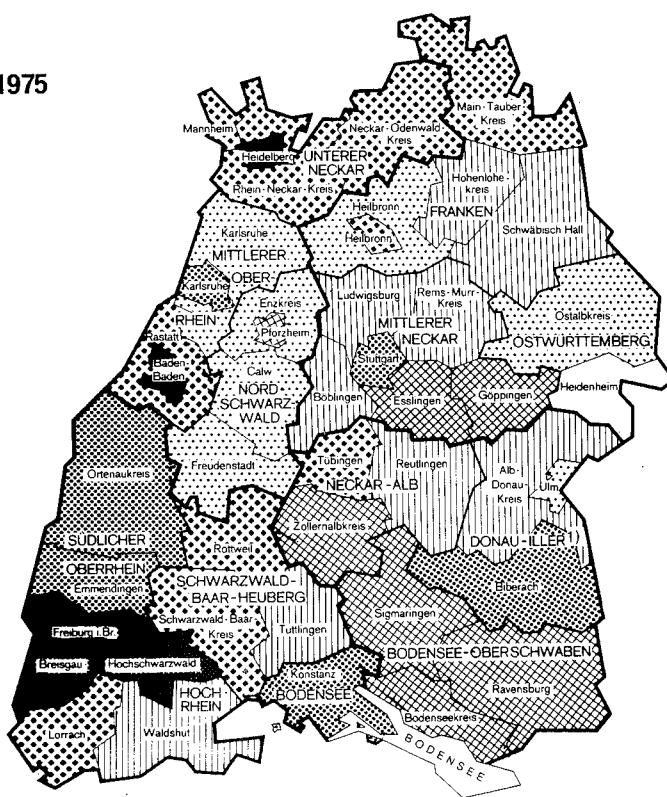 1975
Main-Tauber-
Kreis
Mannheim
Neckar-Odenwald-
Kreis
Heidelberg
UNTERER
NECKAR
Rhein-Neckar-Kreis
Hohenlohe-
kreis
Heilbronn
FRANKEN
Karlsruhe
Schwäbisch Hall
MITTLERER
Heilbronn
OBER-
Karlsruhe
Enzkreis
Ludwigsburg
Rems-Murr-
Kreis
RHEIN
MITTLERER
NECKAR
Ostalbkreis
Rastatt
Pforzheim
OSTWÜRTTEMBERG
Baden-
Baden
Stuttgart
Calw
NORD
SCHWARZ-
WALD
Böblingen
Esslingen
Göppingen
Heidenheim
Freudenstadt
Tübingen
Reutlingen
Alb-
Donau-
Kreis
Ulm
Ortenaukreis
NECKAR-ALB
Zollernalbkreis
SÜDLICHER
DONAU-ILLER 1)
Rottweil
OBERRHEIN
Emmendingen
SCHWARZWALD-
BAAR-HEUBERG
Biberach
Sigmaringen
Schwarzwald-Baar-
Kreis
Freiburg i.Br.
Tuttlingen
BODENSEE-OBERSCHWABEN
Breisgau
Hochschwarzwald
Konstanz
Ravensburg
HOCH-
RHEIN
BODENSEE
Bodenseekreis
Lörrach
Waldshut
BODENSEE